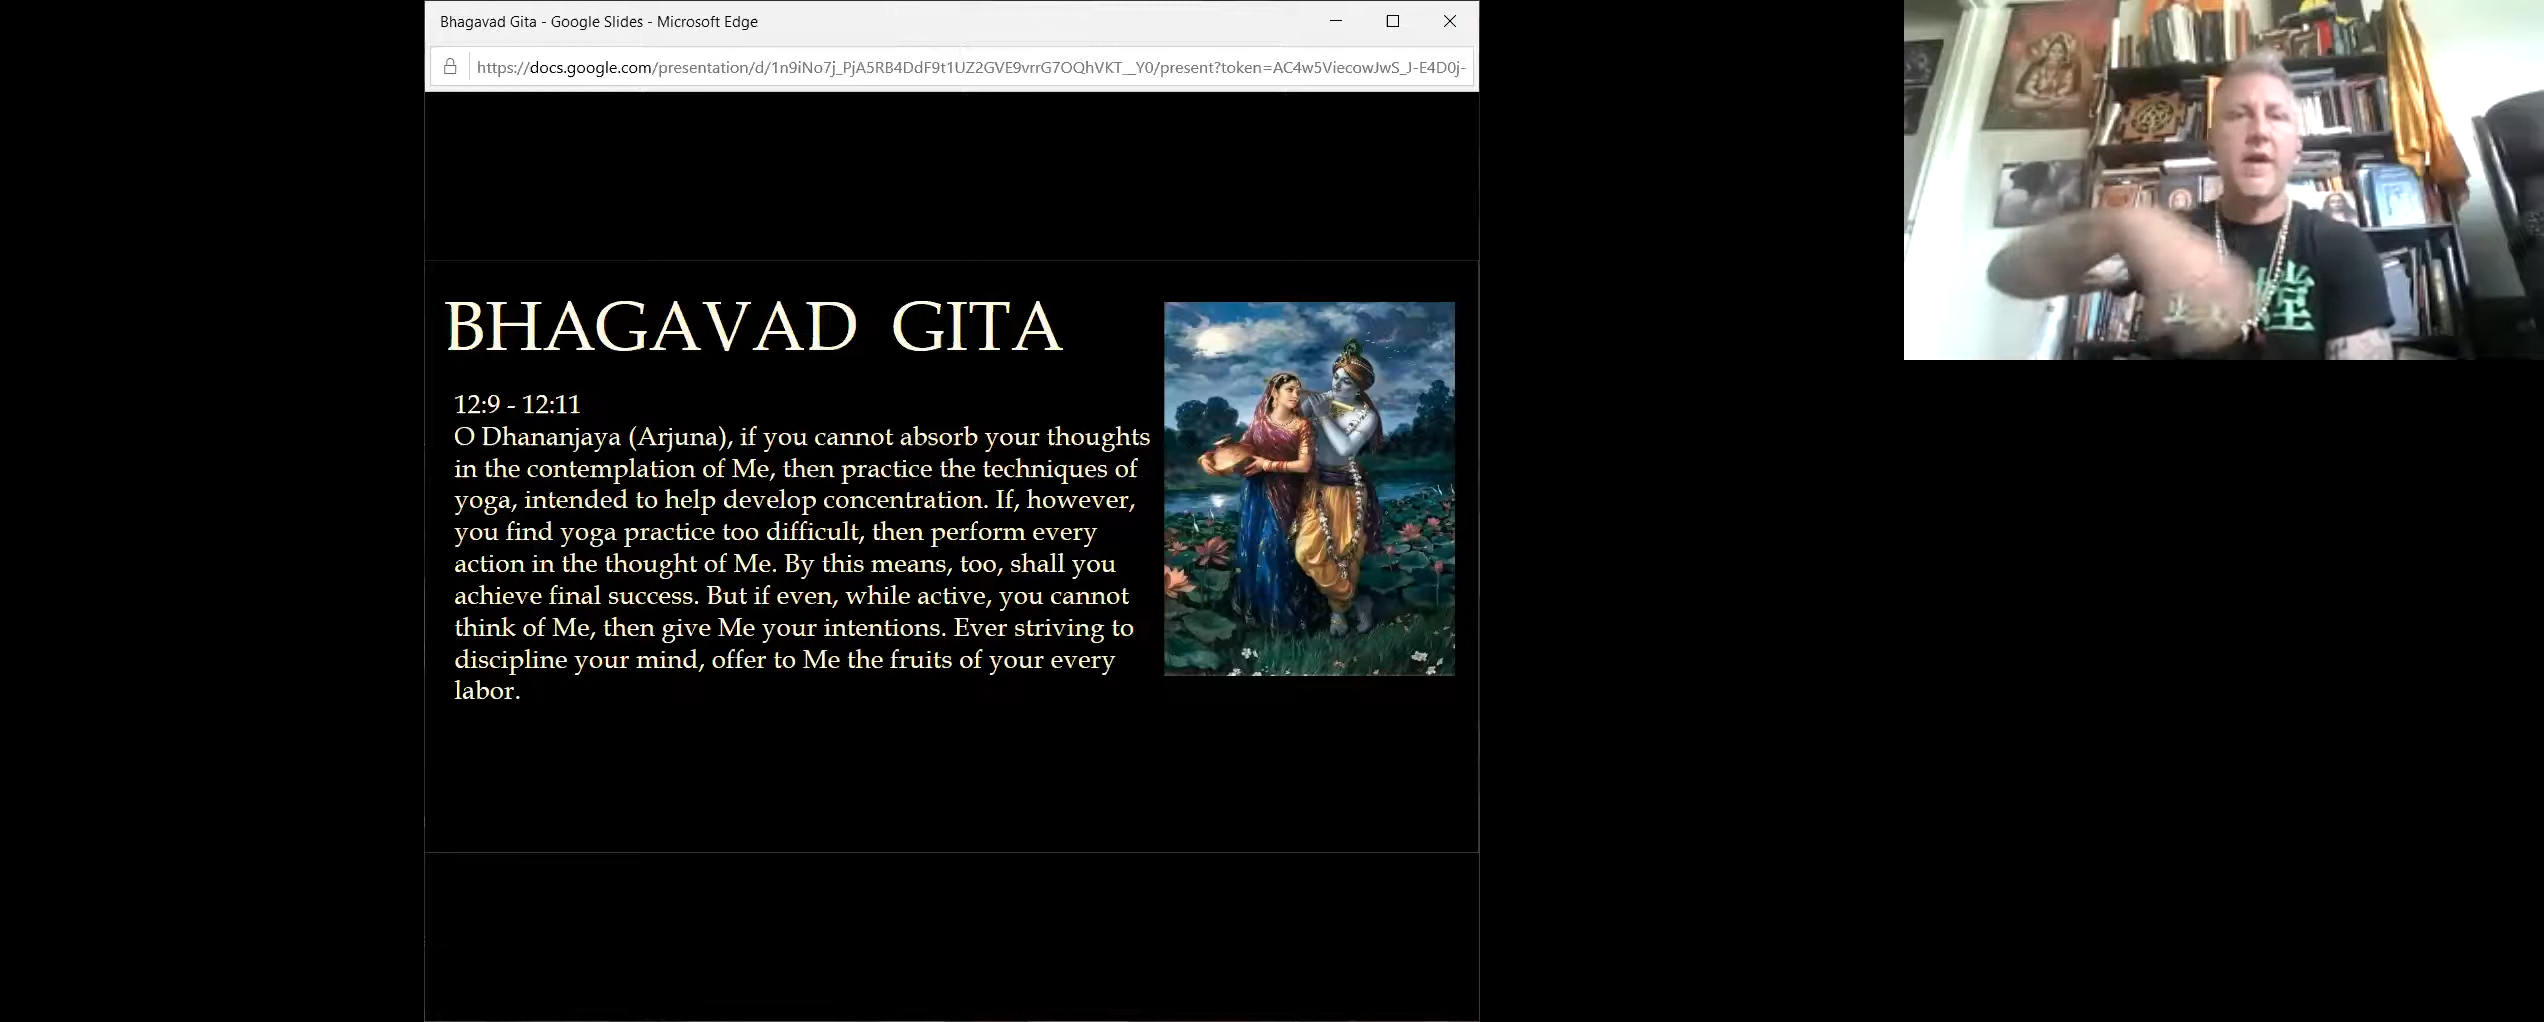 Bhagavad Gita - Google Slides - Microsoft Edge
https://docs.google.com/presentation/d/1n9iNo7j_PjA5RB4DdF9t1UZ2GVE9vrrG7OQhVKT__Y0/present?token=AC4w5ViecowJwS_J-E4D0j-
BHAGAVAD GITA
12:9 - 12:11
O Dhananjaya (Arjuna), if you cannot absorb your thoughts
in the contemplation of Me, then practice the techniques of
yoga, intended to help develop concentration. If, however,
you find yoga practice too difficult, then perform every
action in the thought of Me. By this means, too, shall you
achieve final success. But if even, while active, you cannot
think of Me, then give Me your intentions. Ever striving to
discipline your mind, offer to Me the fruits of your every
labor.